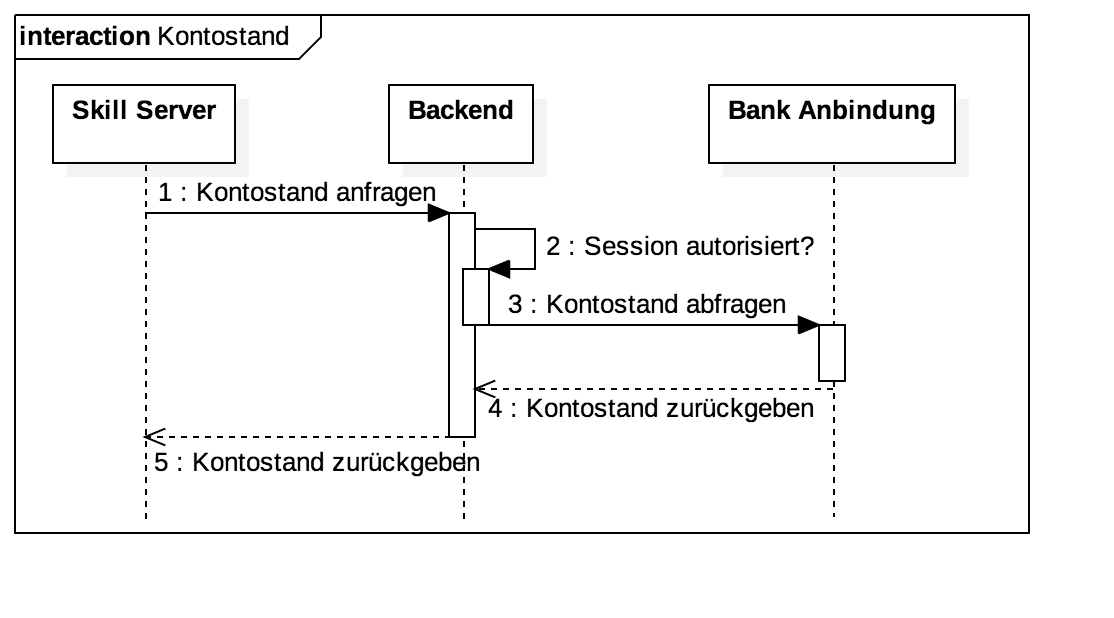 interaction Kontostand
Skill Server
Backend
Bank Anbindung
1 : Kontostand anfragen
2 : Session autorisiert?
3 : Kontostand abfragen
4 : Kontostand zurückgeben
5 : Kontostand zurückgeben